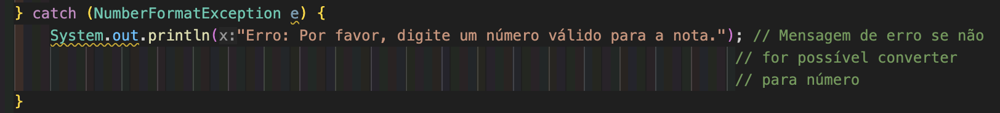 } catch (NumberFormatException e) {
System.out.println(x:"Erro: Por favor, digite um número válido para a nota."); // Mensagem de erro se não
// for possível converter
// para número
}